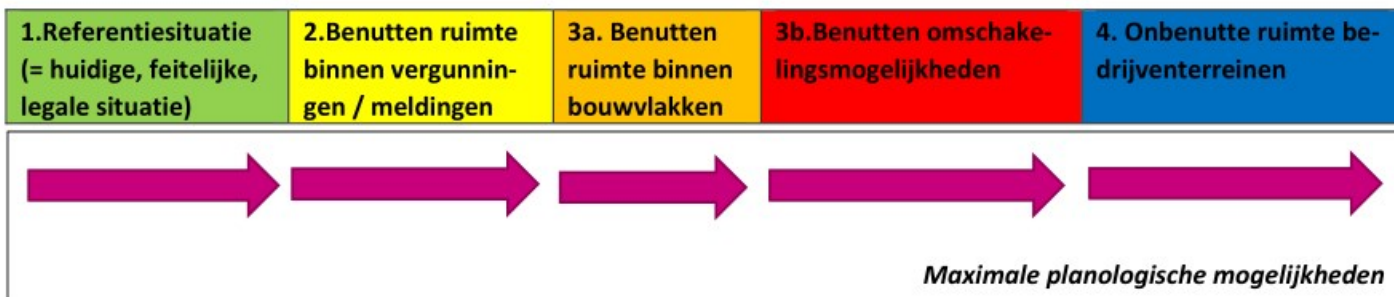 1.Referentiesituatie
(= huidige, feitelijke,
legale situatie)
2.Benutten ruimte
binnen vergunnin-
gen / meldingen
3a. Benutten
ruimte binnen
bouwvlakken
3b.Benutten omschake-
lingsmogelijkheden
4. Onbenutte ruimte be-
drijventerreinen
Maximale planologische mogelijkheden